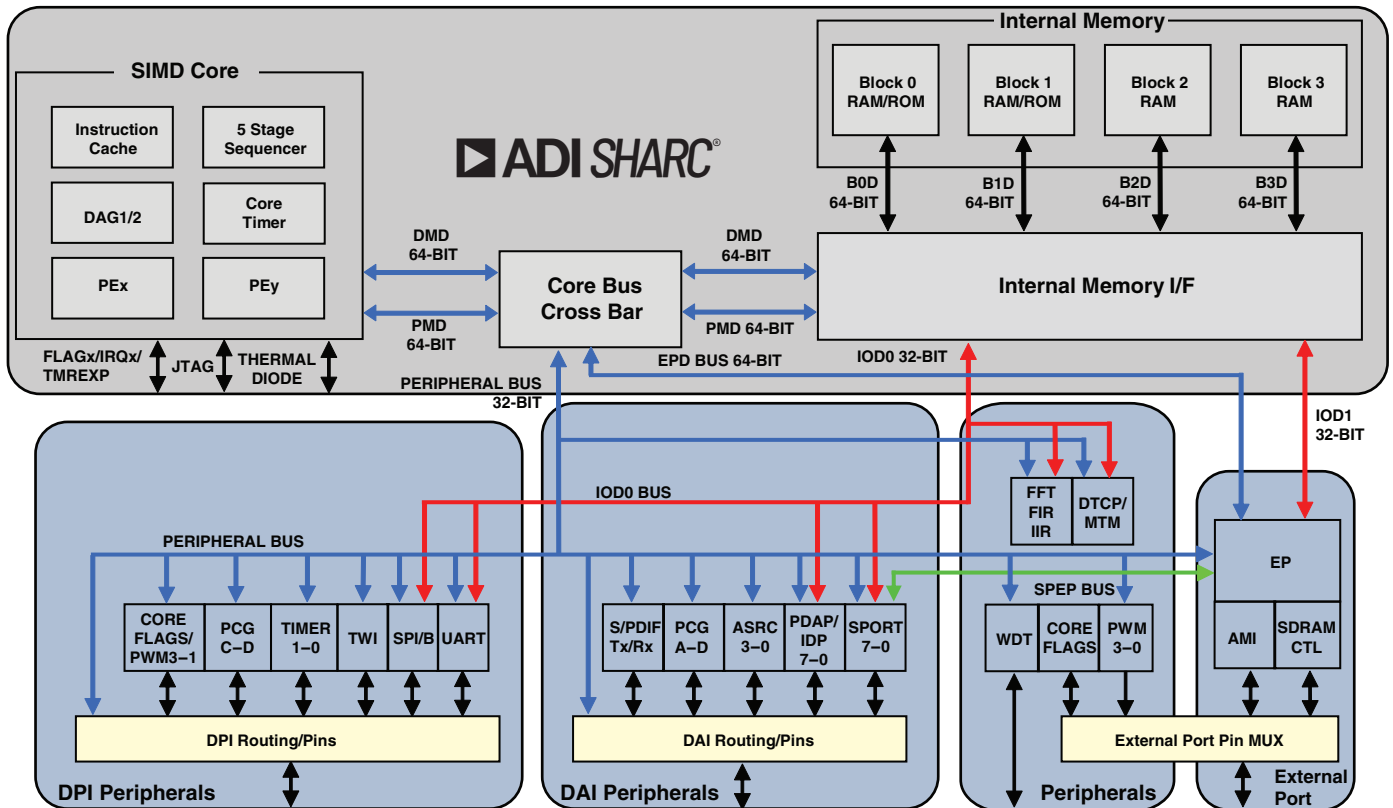 Internal Memory
SIMD Core
Block 0
RAM/ROM
Block 1
RAM/ROM
Block 2
RAM
Block 3
RAM
Instruction
Cache
5 Stage
Sequencer
ADI SHARC®
DAG1/2
Core
Timer
PEx
PEy
B0D
64-BIT
B1D
64-BIT
B2D
64-BIT
B3D
64-BIT
DMD
64-BIT
DMD
64-BIT
Core Bus
Cross Bar
Internal Memory I/F
PMD
64-BIT
PMD 64-BIT
FLAGx/IRQx/
TMREXP
JTAG
THERMAL
DIODE
EPD BUS 64-BIT
IOD0 32-BIT
PERIPHERAL BUS
32-BIT
IOD1
32-BIT
IOD0 BUS
FFT
FIR
IIR
DTCP/
MTM
PERIPHERAL BUS
EP
SPEP BUS
CORE
FLAGS/
PWM3–1
PCG
C–D
TIMER
1–0
TWI
SPI/B
UART
S/PDIF
Tx/Rx
PCG
A–D
ASRC
3–0
PDAP/
IDP
7–0
SPORT
7–0
WDT
CORE
FLAGS
PWM
3–0
AMI
SDRAM
CTL
DPI Routing/Pins
DAI Routing/Pins
External Port Pin MUX
DPI Peripherals
DAI Peripherals
Peripherals
External
Port